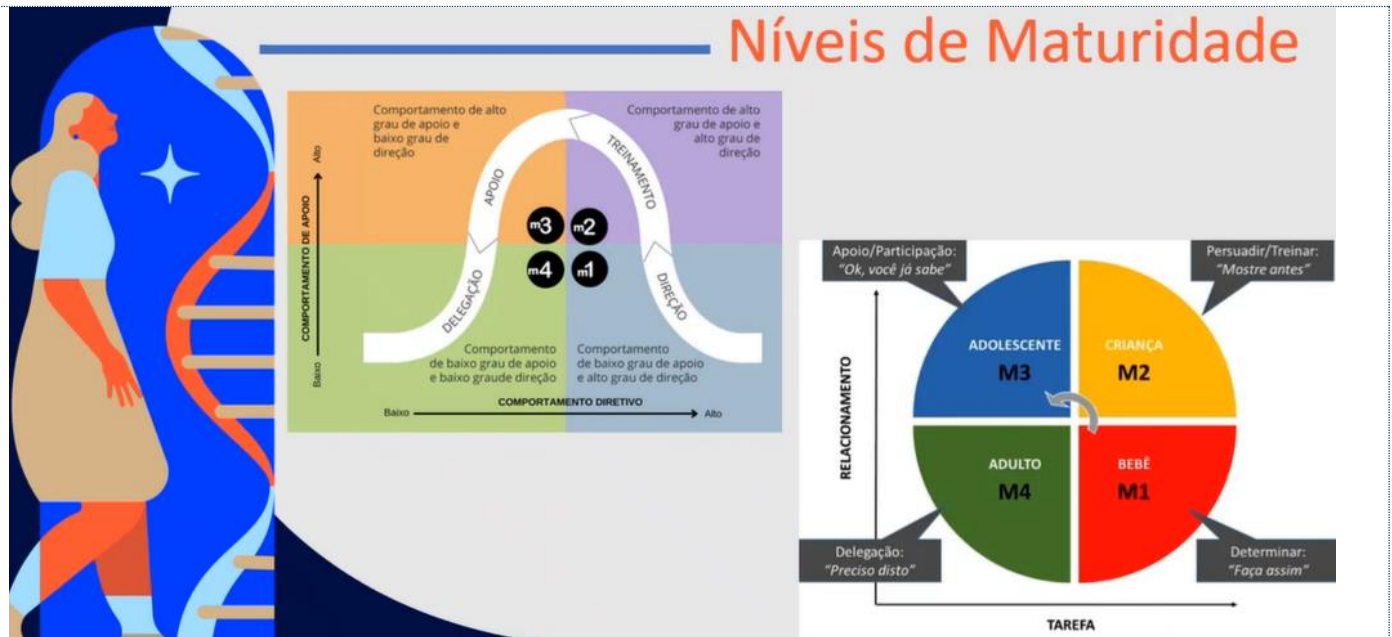 Níveis de Maturidade
Comportamento de alto
grau de apoio e
baixo grau de
direção
Comportamento de alto
grau de apoio e
alto grau de
direção
Alto
COMPORTAMENTO DE APOIO
Baixo
APOIO
TREINAMENTO
m3
m2
m4
m1
DELEGAÇÃO
DIREÇÃO
Comportamento
de baixo grau de apoio
e baixo graude direção
Comportamento
de baixo grau de apoio
e alto grau de direção
COMPORTAMENTO DIRETIVO
Baixo
Alto
Apoio/Participação:
"Ok, você já sabe"
Persuadir/Treinar:
"Mostre antes"
RELACIONAMENTO
ADOLESCENTE
M3
CRIANÇA
M2
ADULTO
M4
BEBÊ
M1
Delegação:
"Preciso disto"
Determinar:
"Faça assim"
TAREFA